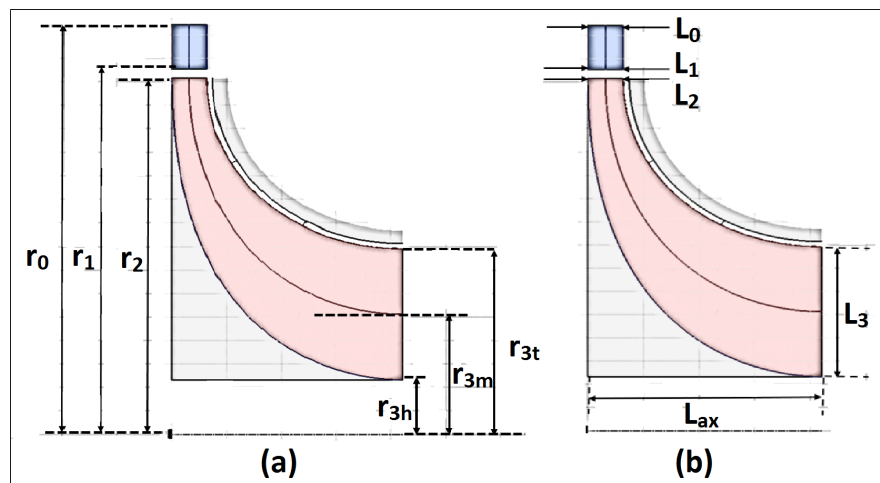 r₀
r₁
r₂
r₃ₕ
r₃ₘ
r₃ₜ
(a)
L₀
L₁
L₂
L₃
Lₐₓ
(b)